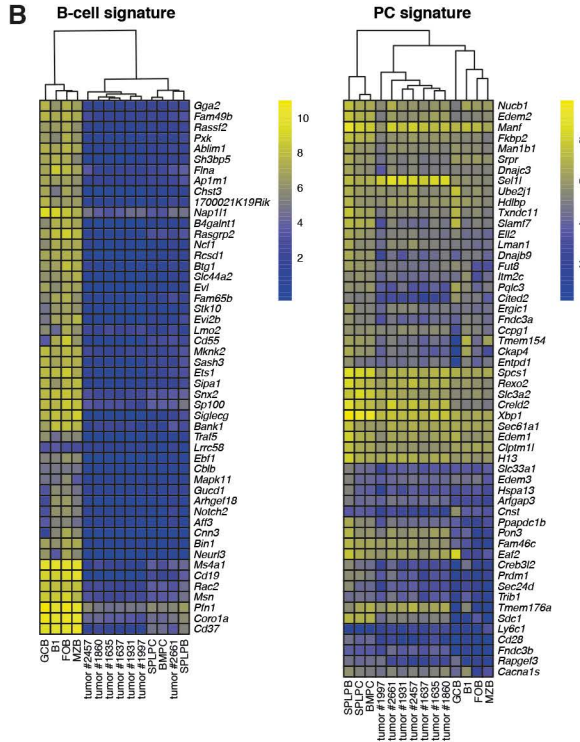 B
B-cell signature
PC signature
Gga2
Fam49b
Rassf2
Pxk
Ablim1
Sh3bp5
Flna
Ap1m1
Chst3
1700021K19Rik
Nap1l1
B4galnt1
Rasgrp2
Ncf1
Rcsd1
Btg1
Slc44a2
Evl
Fam65b
Stk10
Evi2b
Lmo2
Cd55
Mknk2
Sash3
Ets1
Sipa1
Snx2
Sp100
Siglecg
Bank1
Traf5
Lrrc58
Ebf1
Cblb
Mapk11
Gucd1
Arhgef18
Notch2
Aff3
Cnn3
Bin1
Neurl3
Ms4a1
Cd19
Rac2
Msn
Pfn1
Coro1a
Cd37
10
8
6
4
2
GCB
B1
FOB
MZB
tumor #2457
tumor #1860
tumor #1635
tumor #1637
tumor #1931
tumor #1997
SPLPC
BMPC
tumor #2661
SPLPB
Nucb1
Edem2
Manf
Fkbp2
Man1b1
Srpr
Dnajc3
Sel1l
Ube2j1
Hdlbp
Txndc11
Slamf7
Ell2
Lman1
Dnajb9
Fut8
Itm2c
Pqlc3
Cited2
Ergic1
Fndc3a
Ccpg1
Tmem154
Ckap4
Entpd1
Spcs1
Rexo2
Slc3a2
Creld2
Xbp1
Sec61a1
Edem1
Clptm1l
H13
Slc33a1
Edem3
Hspa13
Arfgap3
Cnst
Ppapdc1b
Pon3
Fam46c
Eaf2
Creb3l2
Prdm1
Sec24d
Trib1
Tmem176a
Sdc1
Ly6c1
Cd28
Fndc3b
Rapgef3
Cacna1s
SPLPB
SPLPC
BMPC
tumor #1997
tumor #2661
tumor #1931
tumor #2457
tumor #1637
tumor #1635
tumor #1860
GCB
B1
FOB
MZB